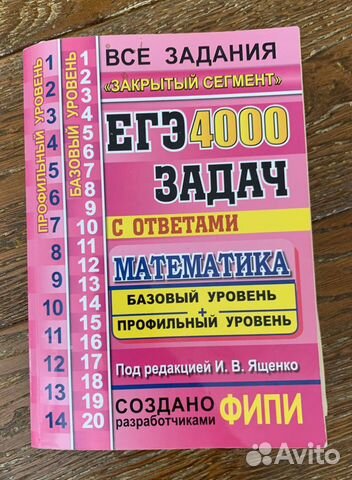 ВСЕ ЗАДАНИЯ
„ЗАКРЫТЫЙ СЕГМЕНТ"
ЕГЭ 4000
ЗАДАЧ
С ОТВЕТАМИ
МАТЕМАТИКА
БАЗОВЫЙ УРОВЕНЬ
+
ПРОФИЛЬНЫЙ УРОВЕНЬ
Под редакцией И. В. Ященко
СОЗДАНО
разработчиками
ФИПИ
ПРОФИЛЬНЫЙ УРОВЕНЬ
1
2
3
4
5
6
7
8
9
10
11
12
13
14
БАЗОВЫЙ УРОВЕНЬ
1
2
3
4
5
6
7
8
9
10
11
12
13
14
15
16
17
18
19
20
Avito